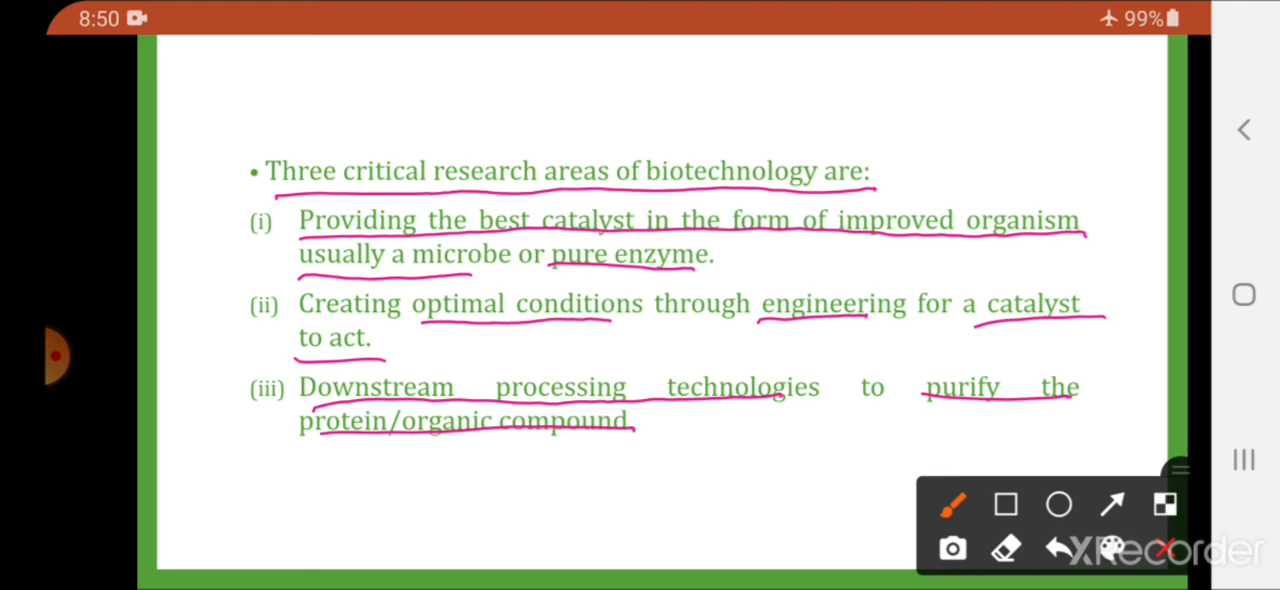 8:50 99%
• Three critical research areas of biotechnology are:
(i) Providing the best catalyst in the form of improved organism
usually a microbe or pure enzyme.
(ii) Creating optimal conditions through engineering for a catalyst
to act.
(iii) Downstream processing technologies to purify the
protein/organic compound
XRecorder